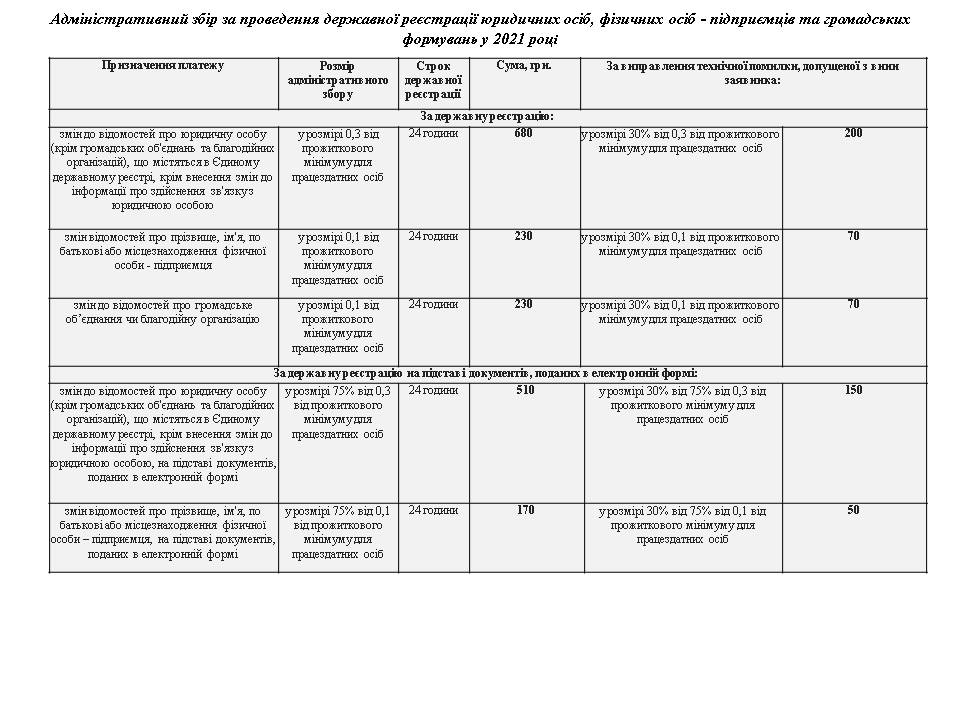 Адміністративний збір за проведення державної реєстрації юридичних осіб, фізичних осіб - підприємців та громадських
формувань у 2021 році
Призначення платежу
Розмір
адміністративного
збору
Строк
державної
реєстрації
Сума, грн.
За виправлення технічної помилки, допущеної з вини
заявника:
За державну реєстрацію:
змін до відомостей про юридичну особу
(крім громадських об'єднань та благодійних
організацій), що містяться в Єдиному
державному реєстрі, крім внесення змін до
інформації про здійснення зв'язку з
юридичною особою
у розмірі 0,3 від
прожиткового
мінімуму для
працездатних осіб
24 години
680
у розмірі 30% від 0,3 від прожиткового
мінімуму для працездатних осіб
200
змін відомостей про прізвище, ім'я, по
батькові або місцезнаходження фізичної
особи - підприємця
у розмірі 0,1 від
прожиткового
мінімуму для
працездатних осіб
24 години
230
у розмірі 30% від 0,1 від прожиткового
мінімуму для працездатних осіб
70
змін до відомостей про громадське
об’єднання чи благодійну організацію
у розмірі 0,1 від
прожиткового
мінімуму для
працездатних осіб
24 години
230
у розмірі 30% від 0,1 від прожиткового
мінімуму для працездатних осіб
70
За державну реєстрацію на підставі документів, поданих в електронній формі:
змін до відомостей про юридичну особу
(крім громадських об'єднань та благодійних
організацій), що містяться в Єдиному
державному реєстрі, крім внесення змін до
інформації про здійснення зв'язку з
юридичною особою, на підставі документів,
поданих в електронній формі
у розмірі 75% від 0,3
від прожиткового
мінімуму для
працездатних осіб
24 години
510
у розмірі 30% від 75% від 0,3 від
прожиткового мінімуму для
працездатних осіб
150
змін відомостей про прізвище, ім'я, по
батькові або місцезнаходження фізичної
особи – підприємця, на підставі документів,
поданих в електронній формі
у розмірі 75% від 0,1
від прожиткового
мінімуму для
працездатних осіб
24 години
170
у розмірі 30% від 75% від 0,1 від
прожиткового мінімуму для
працездатних осіб
50